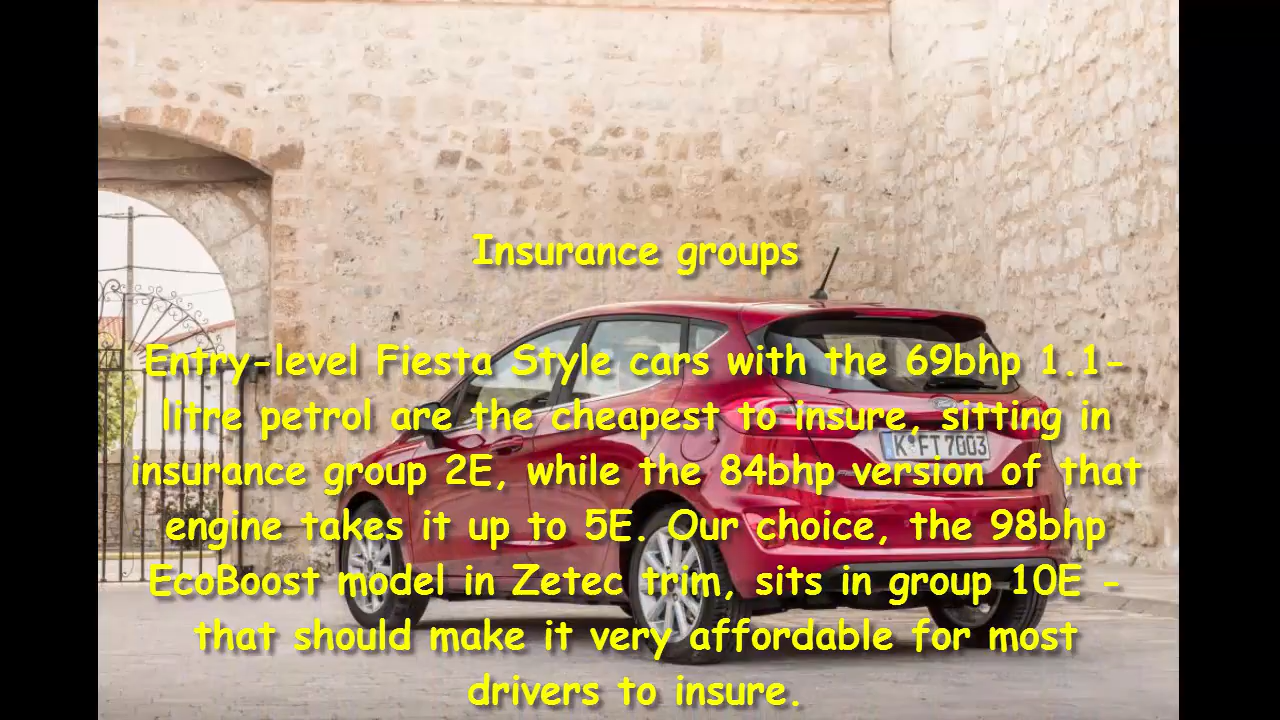 Insurance groups
Entry-level Fiesta Style cars with the 69bhp 1.1-
litre petrol are the cheapest to insure, sitting in
K FT 7003
insurance group 2E, while the 84bhp version of that
engine takes it up to 5E. Our choice, the 98bhp
EcoBoost model in Zetec trim, sits in group 10E -
that should make it very affordable for most
drivers to insure.